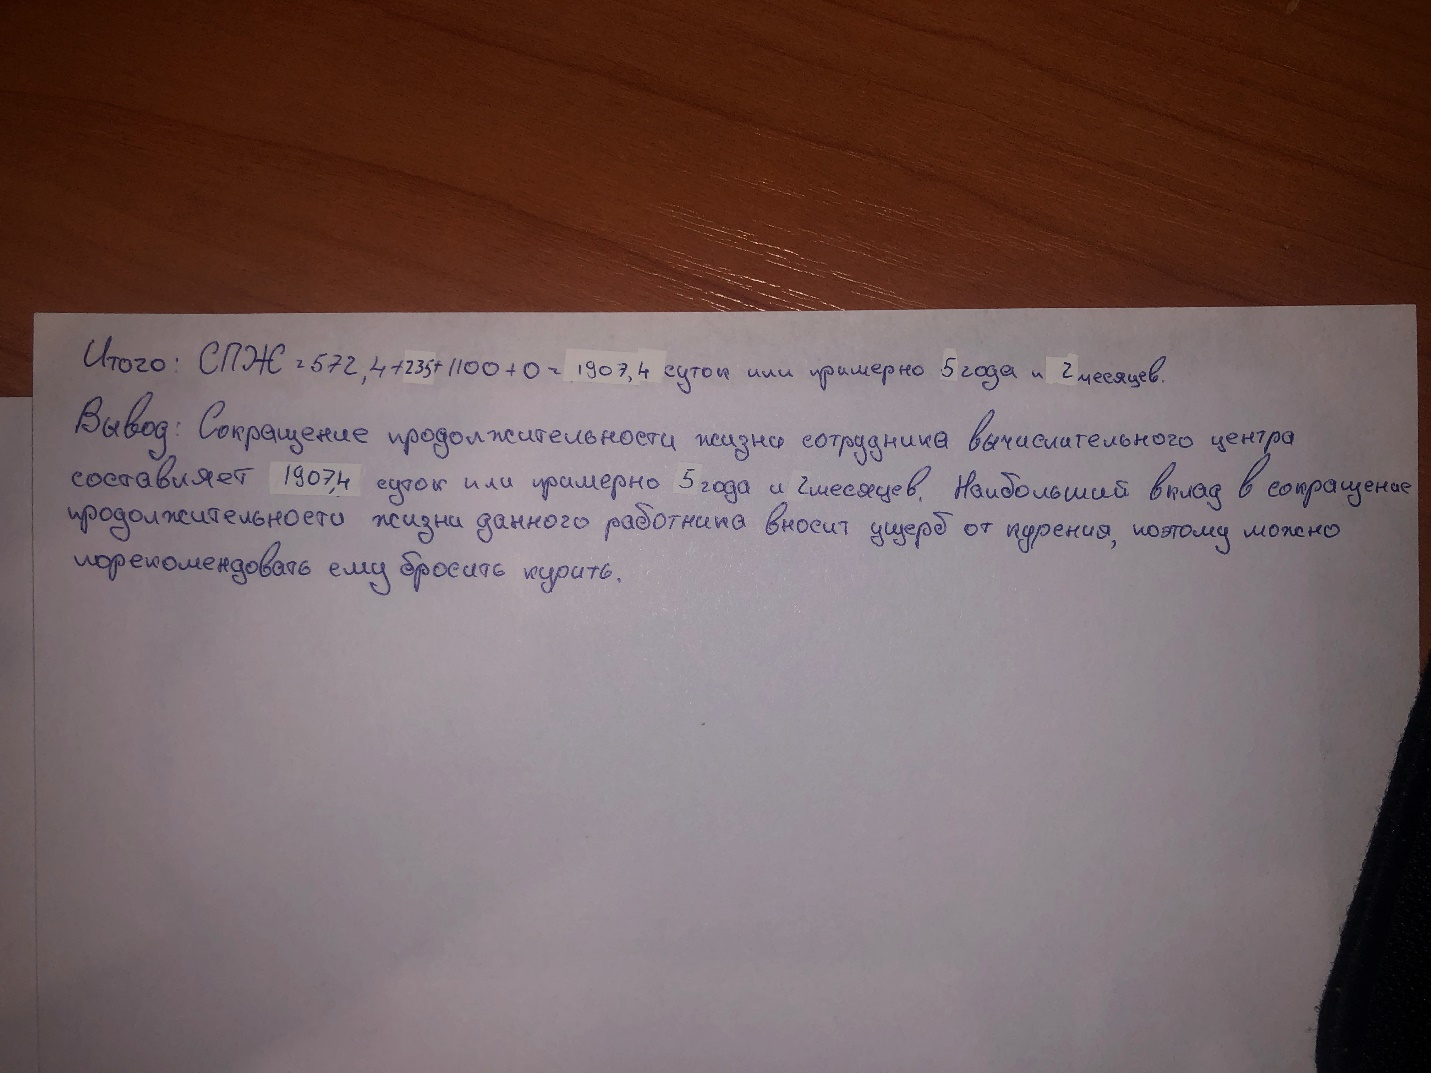 Итого: СПЖ = 572,4+235+1100+0= 1907,4 суток или примерно 5 года и 2 месяцев.
Вывод: Сокращение продолжительности жизни сотрудника вычислительного центра
составляет 1907,4 суток или примерно 5 года и 2 месяцев. Наибольший вклад в сокращение
продолжительности жизни данного работника вносит ущерб от курения, поэтому можно
порекомендовать ему бросить курить.